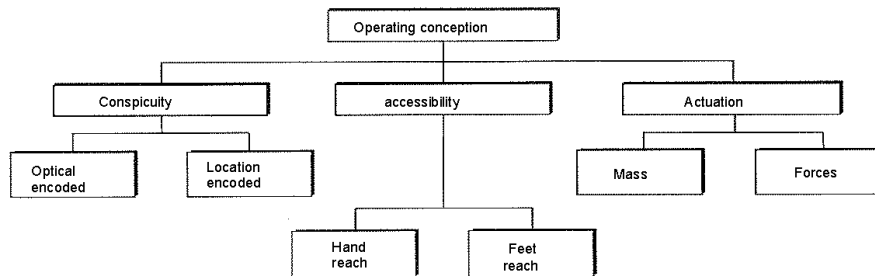 Operating conception
Conspicuity
accessibility
Actuation
Optical
encoded
Location
encoded
Mass
Forces
Hand
reach
Feet
reach